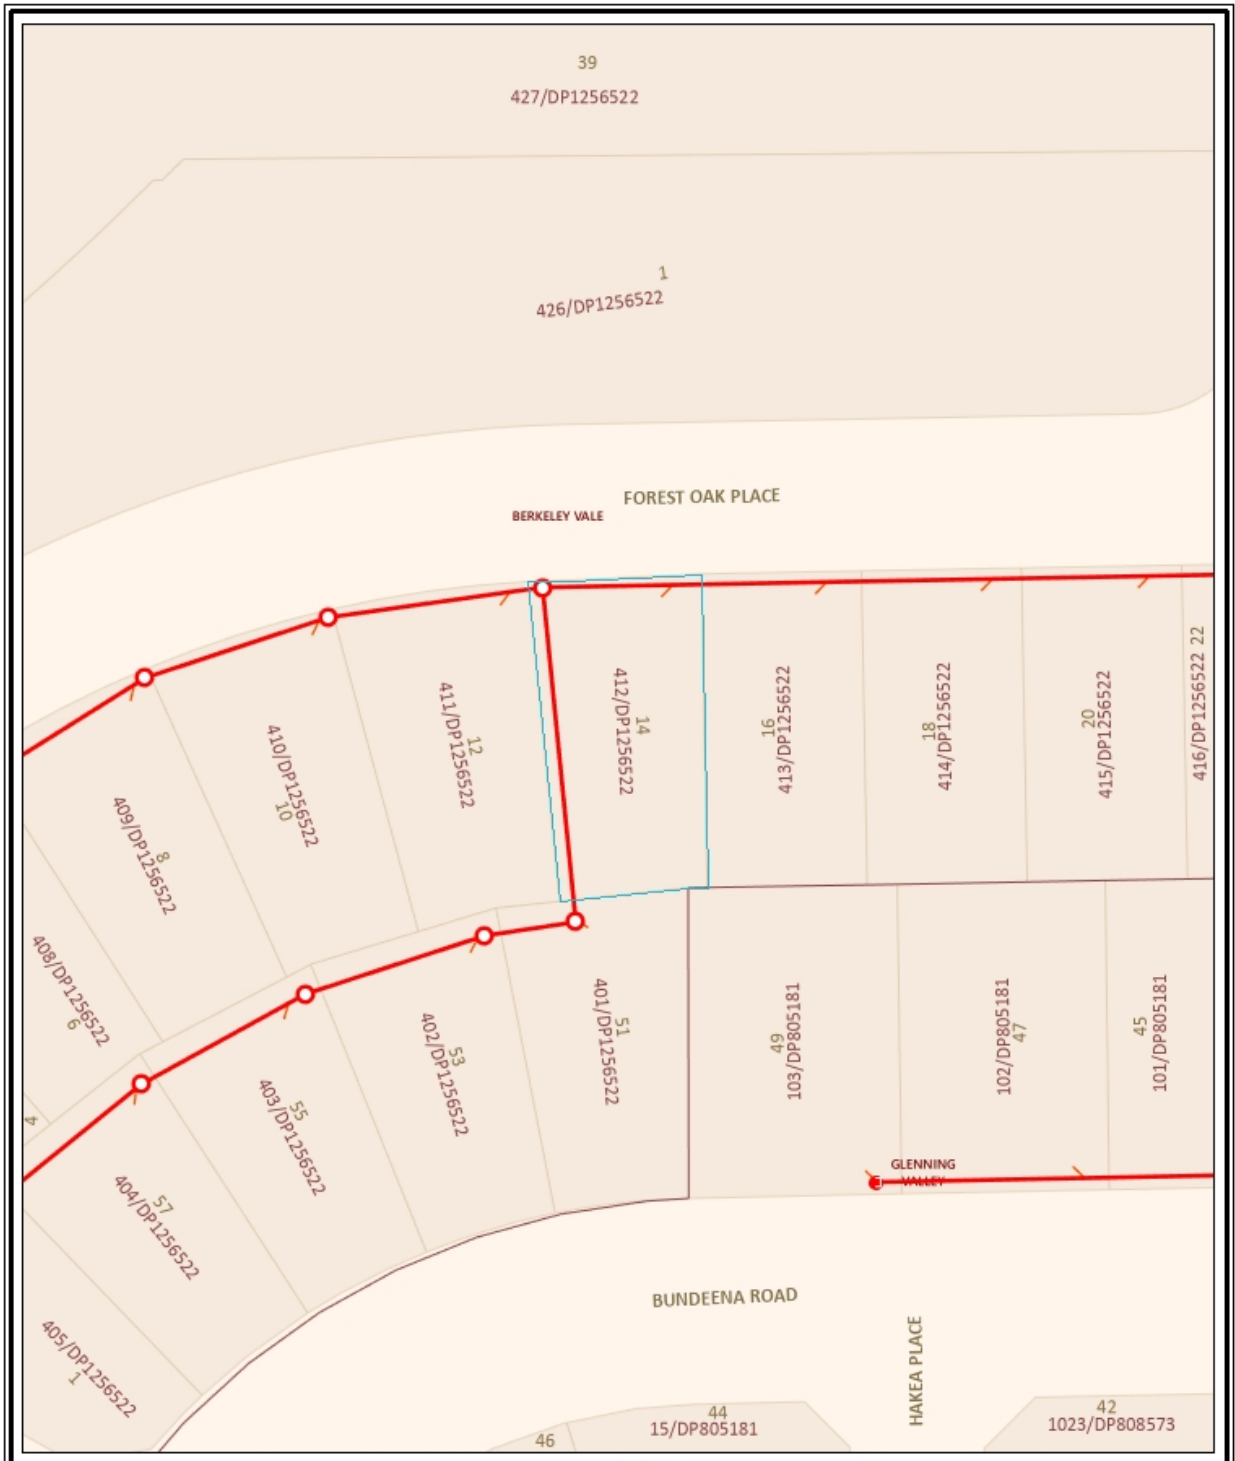 39
427/DP1256522
1
426/DP1256522
FOREST OAK PLACE
BERKELEY VALE
22
416/DP1256522
20
415/DP1256522
18
414/DP1256522
16
413/DP1256522
14
412/DP1256522
12
411/DP1256522
10
410/DP1256522
8
409/DP1256522
6
408/DP1256522
4
51
401/DP1256522
53
402/DP1256522
55
403/DP1256522
57
404/DP1256522
1
405/DP1256522
49
103/DP805181
47
102/DP805181
45
101/DP805181
GLENNING
VALLEY
BUNDEENA ROAD
HAKEA PLACE
44
15/DP805181
46
42
1023/DP808573